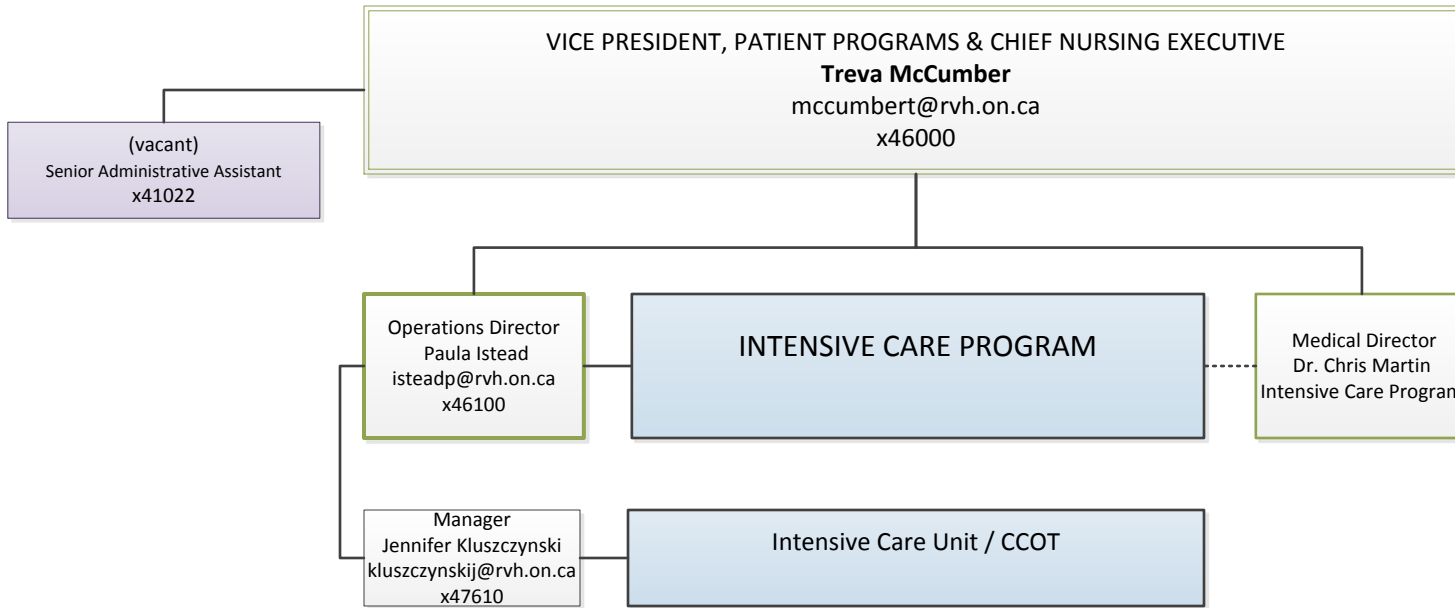 VICE PRESIDENT, PATIENT PROGRAMS & CHIEF NURSING EXECUTIVE
Treva McCumber
mccumbert@rvh.on.ca
x46000
(vacant)
Senior Administrative Assistant
x41022
Operations Director
Paula Istead
isteadp@rvh.on.ca
x46100
INTENSIVE CARE PROGRAM
Medical Director
Dr. Chris Martin
Intensive Care Program
Manager
Jennifer Kluszczynski
kluszczynskij@rvh.on.ca
x47610
Intensive Care Unit / CCOT